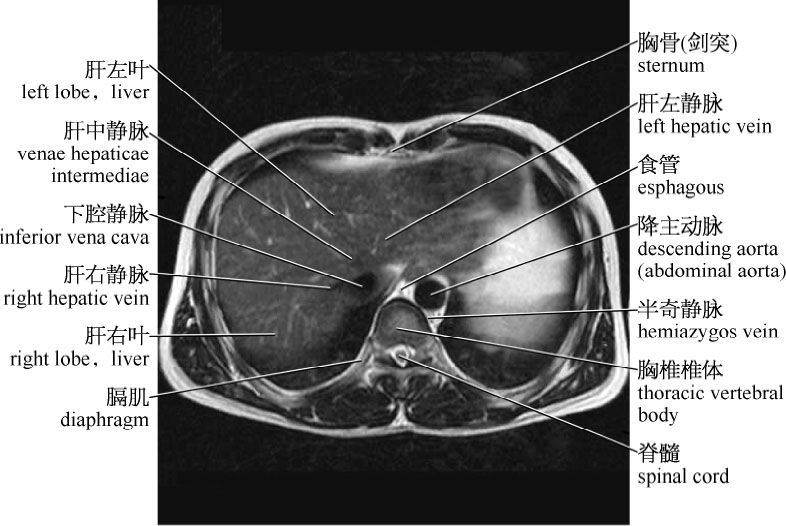 肝左叶
left lobe，liver
肝中静脉
venae hepaticae
intermediae
下腔静脉
inferior vena cava
肝右静脉
right hepatic vein
肝右叶
right lobe，liver
膈肌
diaphragm
胸骨(剑突)
sternum
肝左静脉
left hepatic vein
食管
esphagous
降主动脉
descending aorta
(abdominal aorta)
半奇静脉
hemiazygos vein
胸椎椎体
thoracic vertebral
body
脊髓
spinal cord